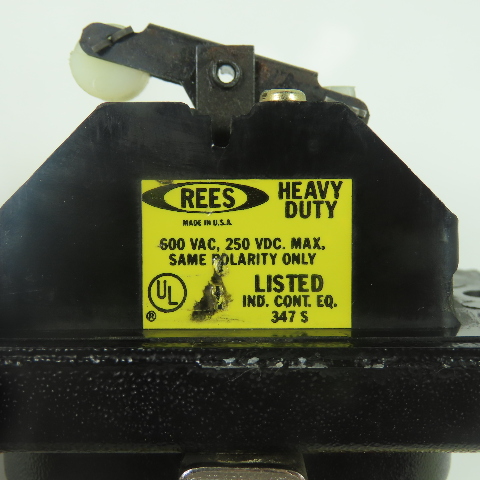 REES
HEAVY
DUTY
MADE IN U.S.A.
600 VAC, 250 VDC. MAX,
SAME POLARITY ONLY
UL
®
LISTED
IND. CONT. EQ.
347 S